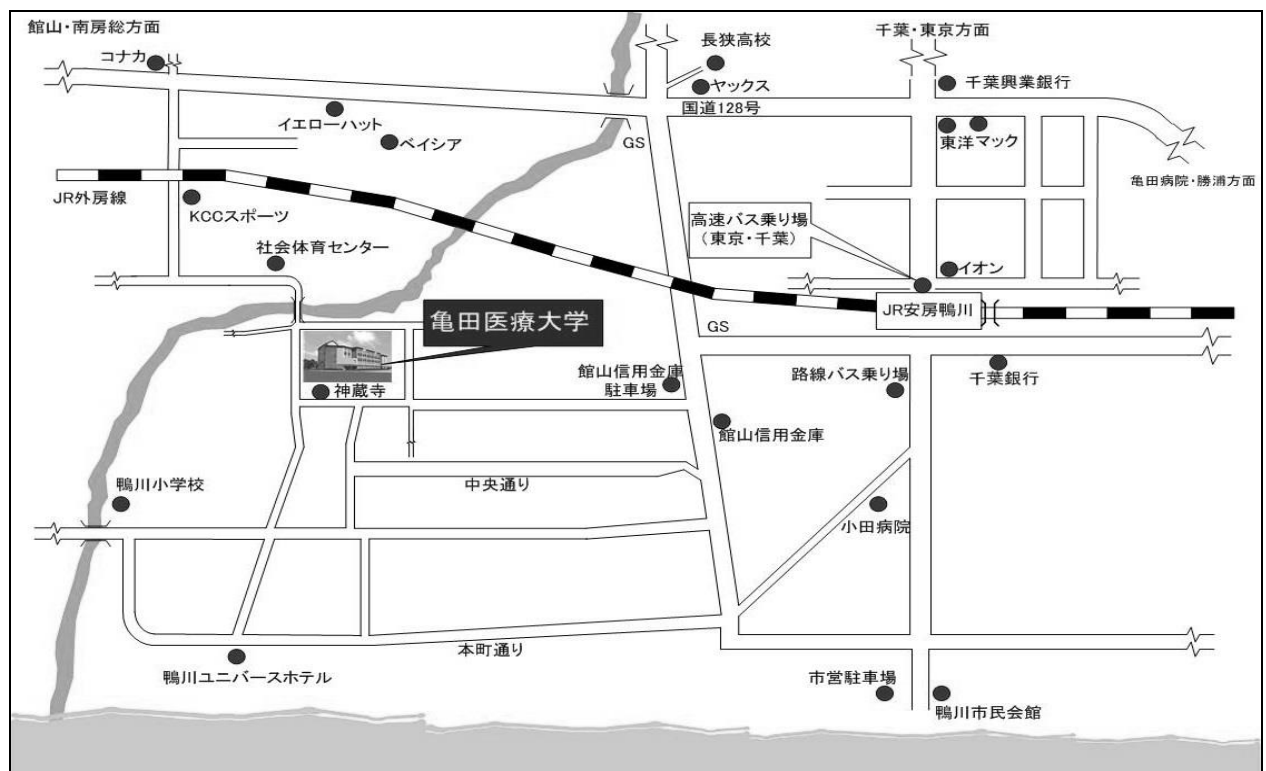 館山・南房総方面
千葉・東京方面
コナカ
長狭高校
ヤックス
千葉興業銀行
国道128号
イエローハット
ベイシア
GS
東洋
マック
亀田病院・勝浦方面
JR外房線
KCCスポーツ
高速バス乗り場
（東京・千葉）
社会体育センター
イオン
亀田医療大学
JR安房鴨川
GS
館山信用金庫
駐車場
路線バス乗り場
千葉銀行
神蔵寺
館山信用金庫
鴨川小学校
中央通り
小田病院
本町通り
鴨川ユニバースホテル
市営駐車場
鴨川市民会館